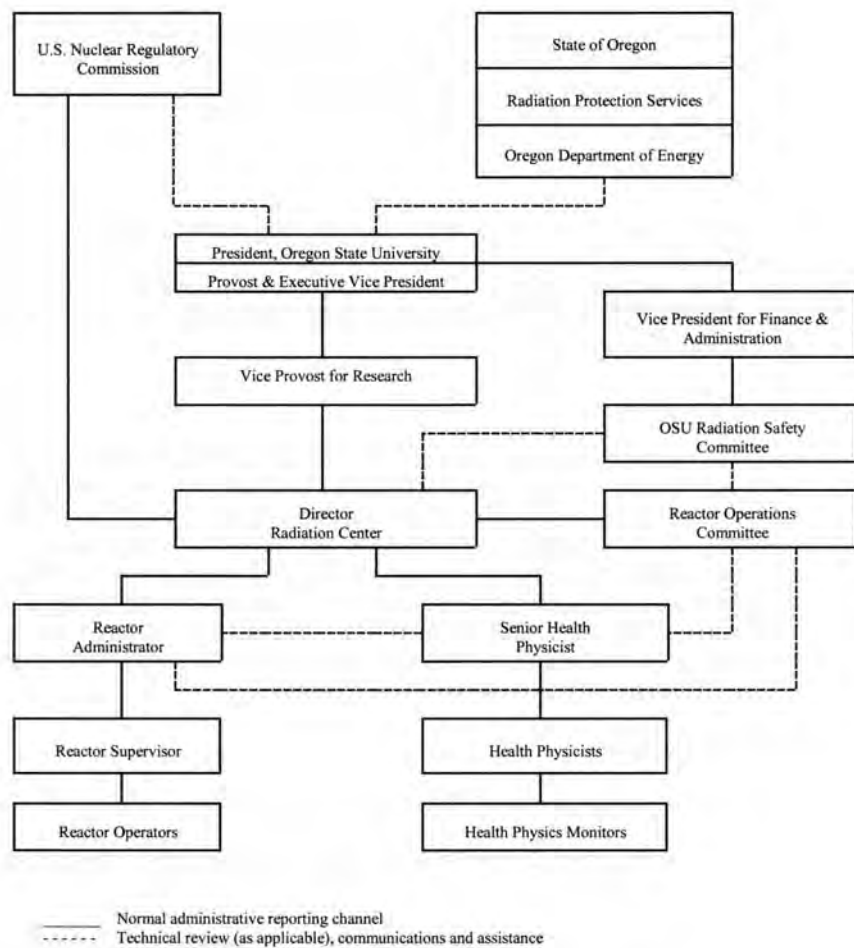 U.S. Nuclear Regulatory
Commission
State of Oregon
Radiation Protection Services
Oregon Department of Energy
President, Oregon State University
Provost & Executive Vice President
Vice President for Finance &
Administration
Vice Provost for Research
OSU Radiation Safety
Committee
Director
Radiation Center
Reactor Operations
Committee
Reactor
Administrator
Senior Health
Physicist
Reactor Supervisor
Health Physicists
Reactor Operators
Health Physics Monitors
Normal administrative reporting channel
Technical review (as applicable), communications and assistance